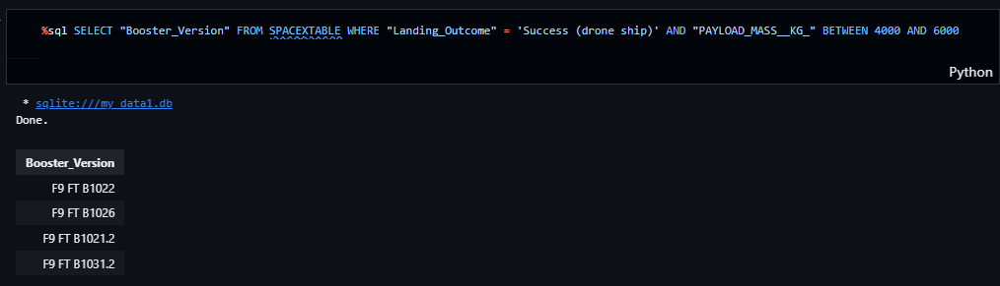 %sql SELECT "Booster_Version" FROM SPACEXTABLE WHERE "Landing_Outcome" = 'Success (drone ship)' AND "PAYLOAD_MASS__KG_" BETWEEN 4000 AND 6000
Python
* sqlite:///my_data1.db
Done.
Booster_Version
F9 FT B1022
F9 FT B1026
F9 FT B1021.2
F9 FT B1031.2